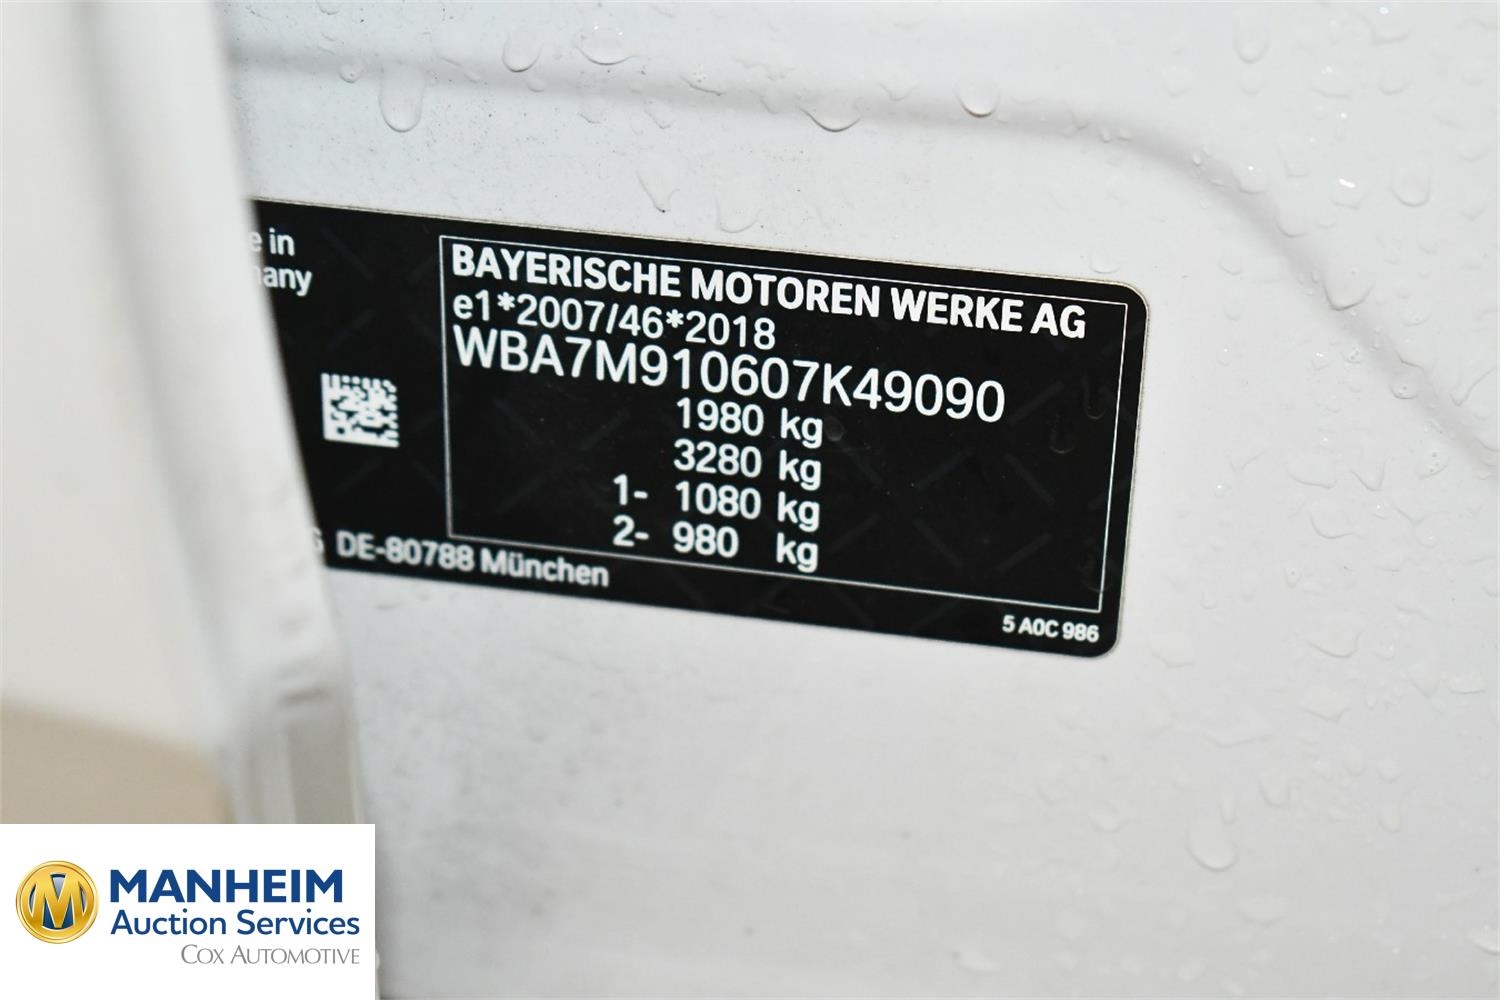 in
BAYERISCHE MOTOREN WERKE AG
e1*2007/46*2018
WBA7M910607K49090
1980 kg
3280 kg
1- 1080 kg
2- 980 kg
DE-80788 München
5 A0C 986
MANHEIM
Auction Services
COX AUTOMOTIVE